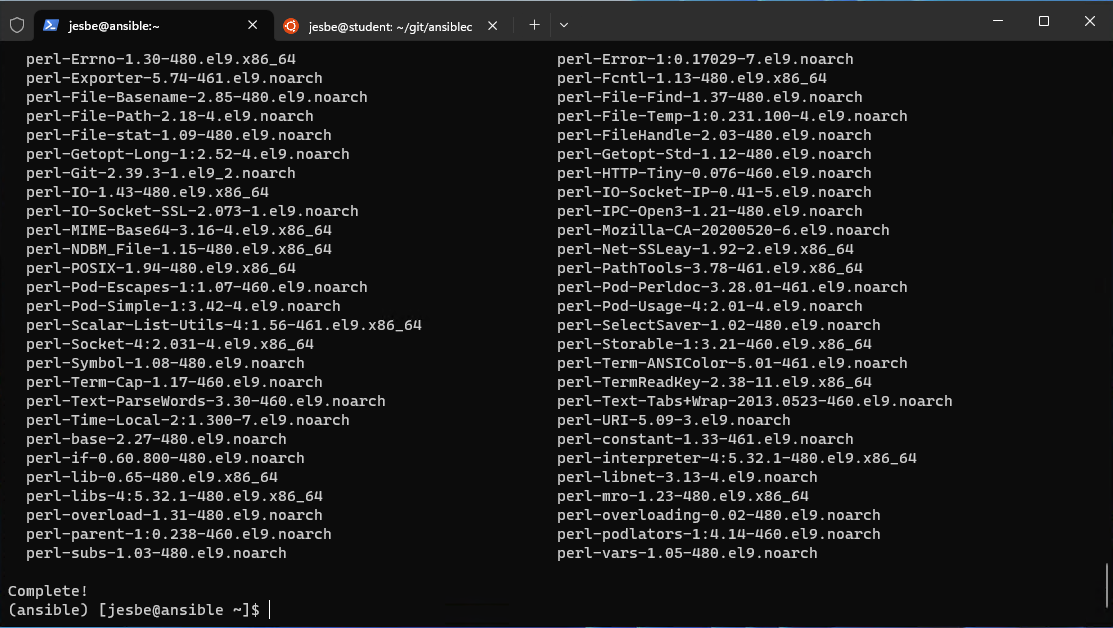 jesbe@ansible:~ jesbe@student: ~/git/ansiblec
perl-Errno-1.30-480.el9.x86_64 perl-Error-1:0.17029-7.el9.noarch
perl-Exporter-5.74-461.el9.noarch perl-Fcntl-1.13-480.el9.x86_64
perl-File-Basename-2.85-480.el9.noarch perl-File-Find-1.37-480.el9.noarch
perl-File-Path-2.18-4.el9.noarch perl-File-Temp-1:0.231.100-4.el9.noarch
perl-File-stat-1.09-480.el9.noarch perl-FileHandle-2.03-480.el9.noarch
perl-Getopt-Long-1:2.52-4.el9.noarch perl-Getopt-Std-1.12-480.el9.noarch
perl-Git-2.39.3-1.el9_2.noarch perl-HTTP-Tiny-0.076-460.el9.noarch
perl-IO-1.43-480.el9.x86_64 perl-IO-Socket-IP-0.41-5.el9.noarch
perl-IO-Socket-SSL-2.073-1.el9.noarch perl-IPC-Open3-1.21-480.el9.noarch
perl-MIME-Base64-3.16-4.el9.x86_64 perl-Mozilla-CA-20200520-6.el9.noarch
perl-NDBM_File-1.15-480.el9.x86_64 perl-Net-SSLeay-1.92-2.el9.x86_64
perl-POSIX-1.94-480.el9.x86_64 perl-PathTools-3.78-461.el9.x86_64
perl-Pod-Escapes-1:1.07-460.el9.noarch perl-Pod-Perldoc-3.28.01-461.el9.noarch
perl-Pod-Simple-1:3.42-4.el9.noarch perl-Pod-Usage-4:2.01-4.el9.noarch
perl-Scalar-List-Utils-4:1.56-461.el9.x86_64 perl-SelectSaver-1.02-480.el9.noarch
perl-Socket-4:2.031-4.el9.x86_64 perl-Storable-1:3.21-460.el9.x86_64
perl-Symbol-1.08-480.el9.noarch perl-Term-ANSIColor-5.01-461.el9.noarch
perl-Term-Cap-1.17-460.el9.noarch perl-TermReadKey-2.38-11.el9.x86_64
perl-Text-ParseWords-3.30-460.el9.noarch perl-Text-Tabs+Wrap-2013.0523-460.el9.noarch
perl-Time-Local-2:1.300-7.el9.noarch perl-URI-5.09-3.el9.noarch
perl-base-2.27-480.el9.noarch perl-constant-1.33-461.el9.noarch
perl-if-0.60.800-480.el9.noarch perl-interpreter-4:5.32.1-480.el9.x86_64
perl-lib-0.65-480.el9.x86_64 perl-libnet-3.13-4.el9.noarch
perl-libs-4:5.32.1-480.el9.x86_64 perl-mro-1.23-480.el9.x86_64
perl-overload-1.31-480.el9.noarch perl-overloading-0.02-480.el9.noarch
perl-parent-1:0.238-460.el9.noarch perl-podlators-1:4.14-460.el9.noarch
perl-subs-1.03-480.el9.noarch perl-vars-1.05-480.el9.noarch
Complete!
(ansible) [jesbe@ansible ~]$